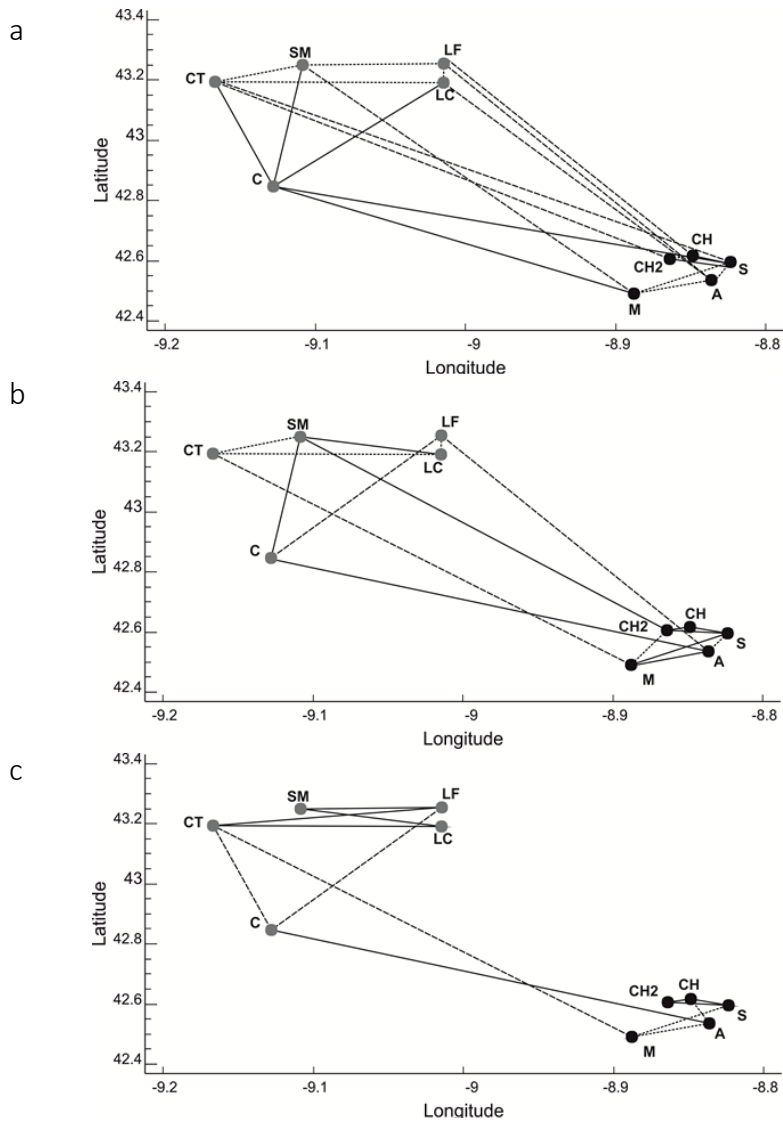 a
43.4
SM
LF
43.2
CT
LC
43
Latitude
C
42.8
CH
42.6
CH2
S
A
M
42.4
-9.2
-9.1
-9
-8.9
-8.8
Longitude
b
43.4
SM
LF
43.2
CT
LC
43
Latitude
C
42.8
CH2
CH
42.6
S
A
M
42.4
-9.2
-9.1
-9
-8.9
-8.8
Longitude
c
43.4
SM
LF
43.2
CT
LC
43
Latitude
C
42.8
CH2
CH
42.6
S
A
M
42.4
-9.2
-9.1
-9
-8.9
-8.8
Longitude